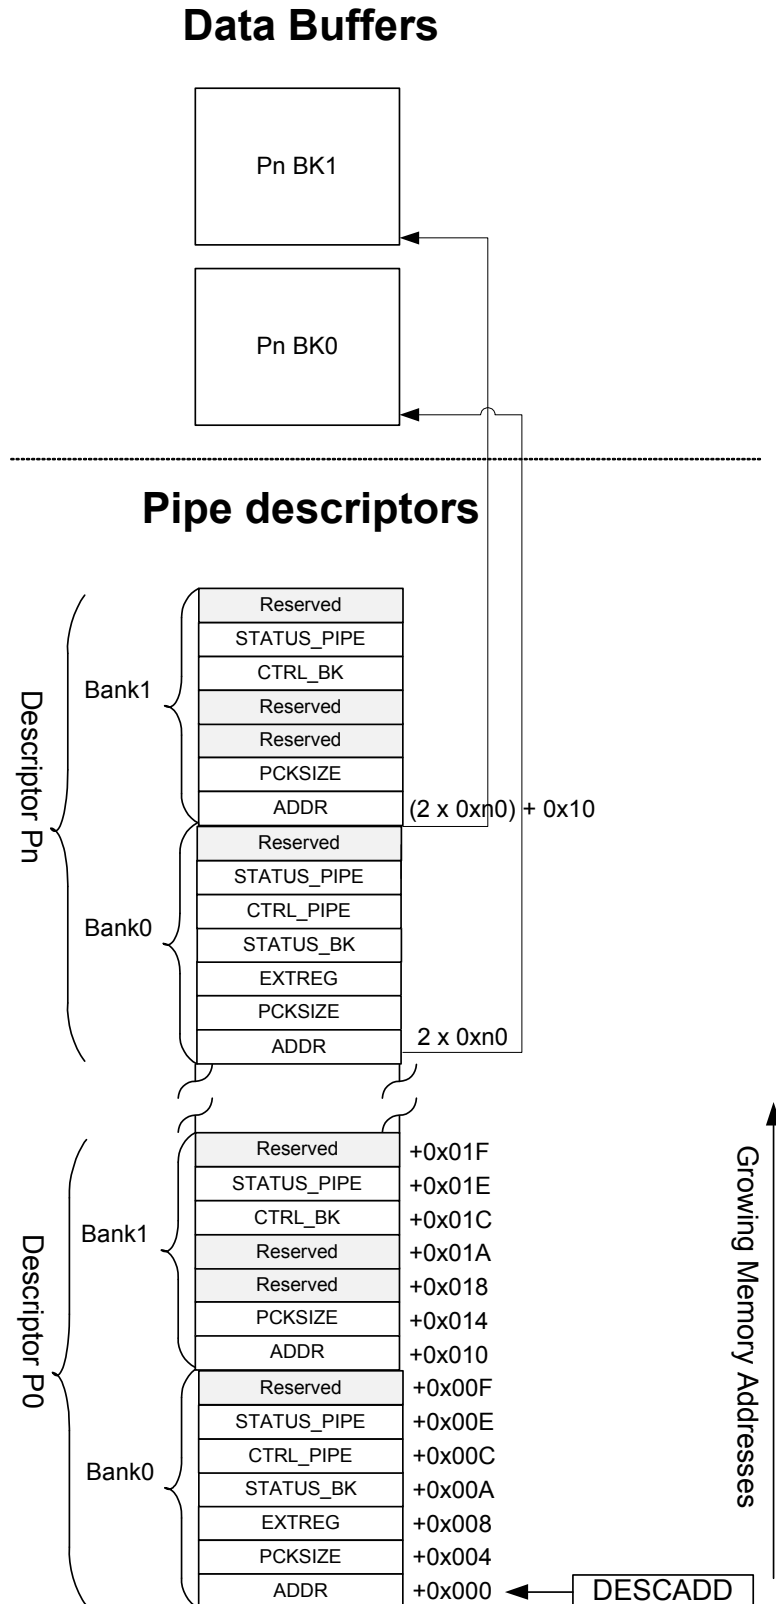 Data Buffers
Pn BK1
Pn BK0
Pipe descriptors
Descriptor Pn
Bank1
Reserved
STATUS_PIPE
CTRL_BK
Reserved
Reserved
PCKSIZE
ADDR (2 x 0xn0) + 0x10
Bank0
Reserved
STATUS_PIPE
CTRL_PIPE
STATUS_BK
EXTREG
PCKSIZE
ADDR 2 x 0xn0
Descriptor P0
Bank1
Reserved +0x01F
STATUS_PIPE +0x01E
CTRL_BK +0x01C
Reserved +0x01A
Reserved +0x018
PCKSIZE +0x014
ADDR +0x010
Bank0
Reserved +0x00F
STATUS_PIPE +0x00E
CTRL_PIPE +0x00C
STATUS_BK +0x00A
EXTREG +0x008
PCKSIZE +0x004
ADDR +0x000 DESCADD
Growing Memory Addresses